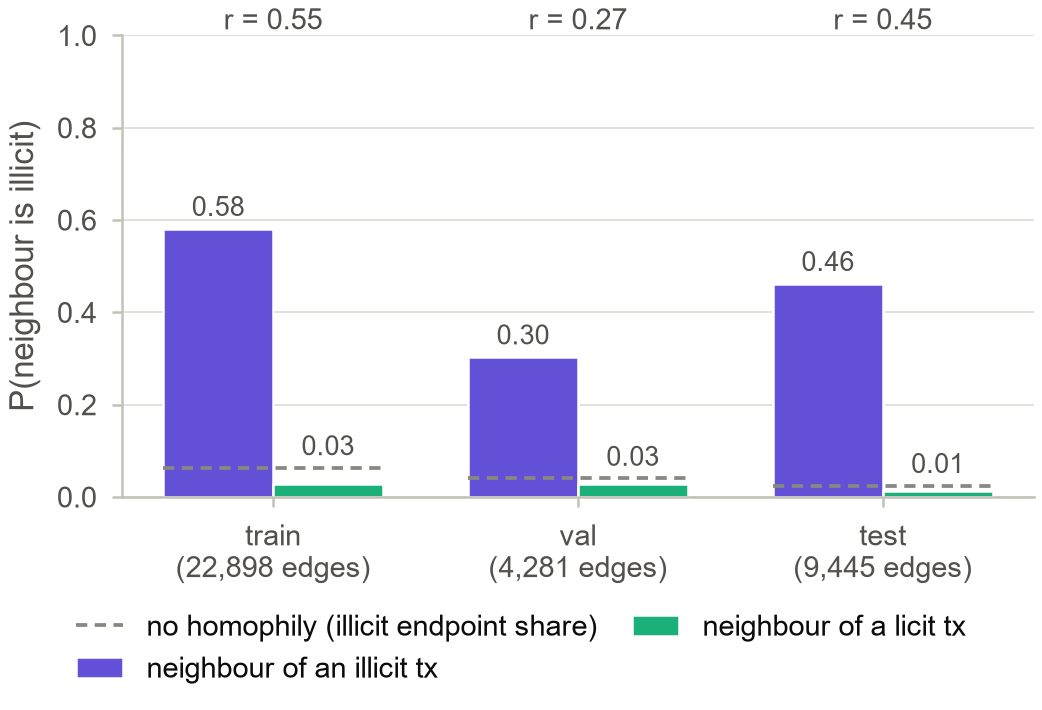 r = 0.55 r = 0.27 r = 0.45
1.0
0.8
0.6
0.4
0.2
0.0
P(neighbour is illicit)
0.58
0.03
0.30
0.03
0.46
0.01
train val test
(22,898 edges) (4,281 edges) (9,445 edges)
no homophily (illicit endpoint share) neighbour of a licit tx
neighbour of an illicit tx